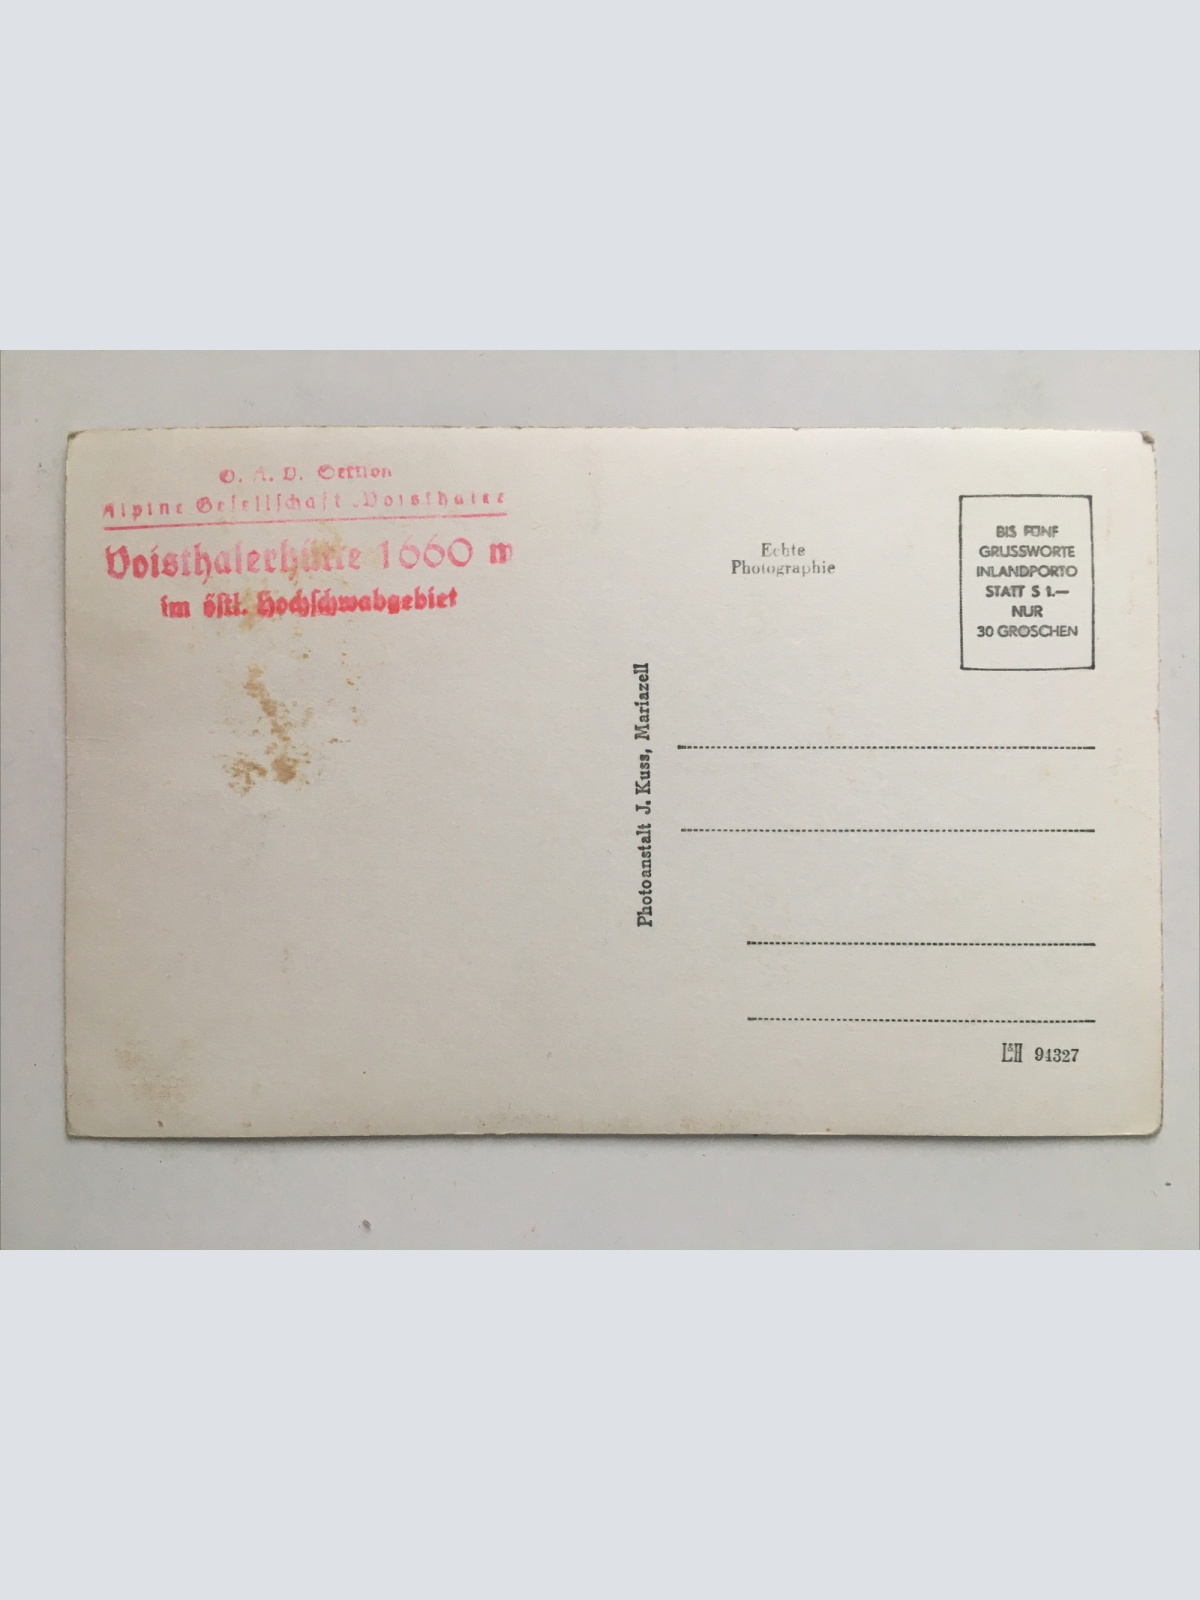 Ö. A. V. Sektion
Alpine Gesellschaft „Voisthaler
Voisthalerhütte 1660 m
im östl. Hochschwabgebiet
Echte
Photographie
BIS FÜNF
GRUSSWORTE
INLANDPORTO
STATT S 1.—
NUR
30 GROSCHEN
Photoanstalt J. Kuss, Mariazell
L&H 94327